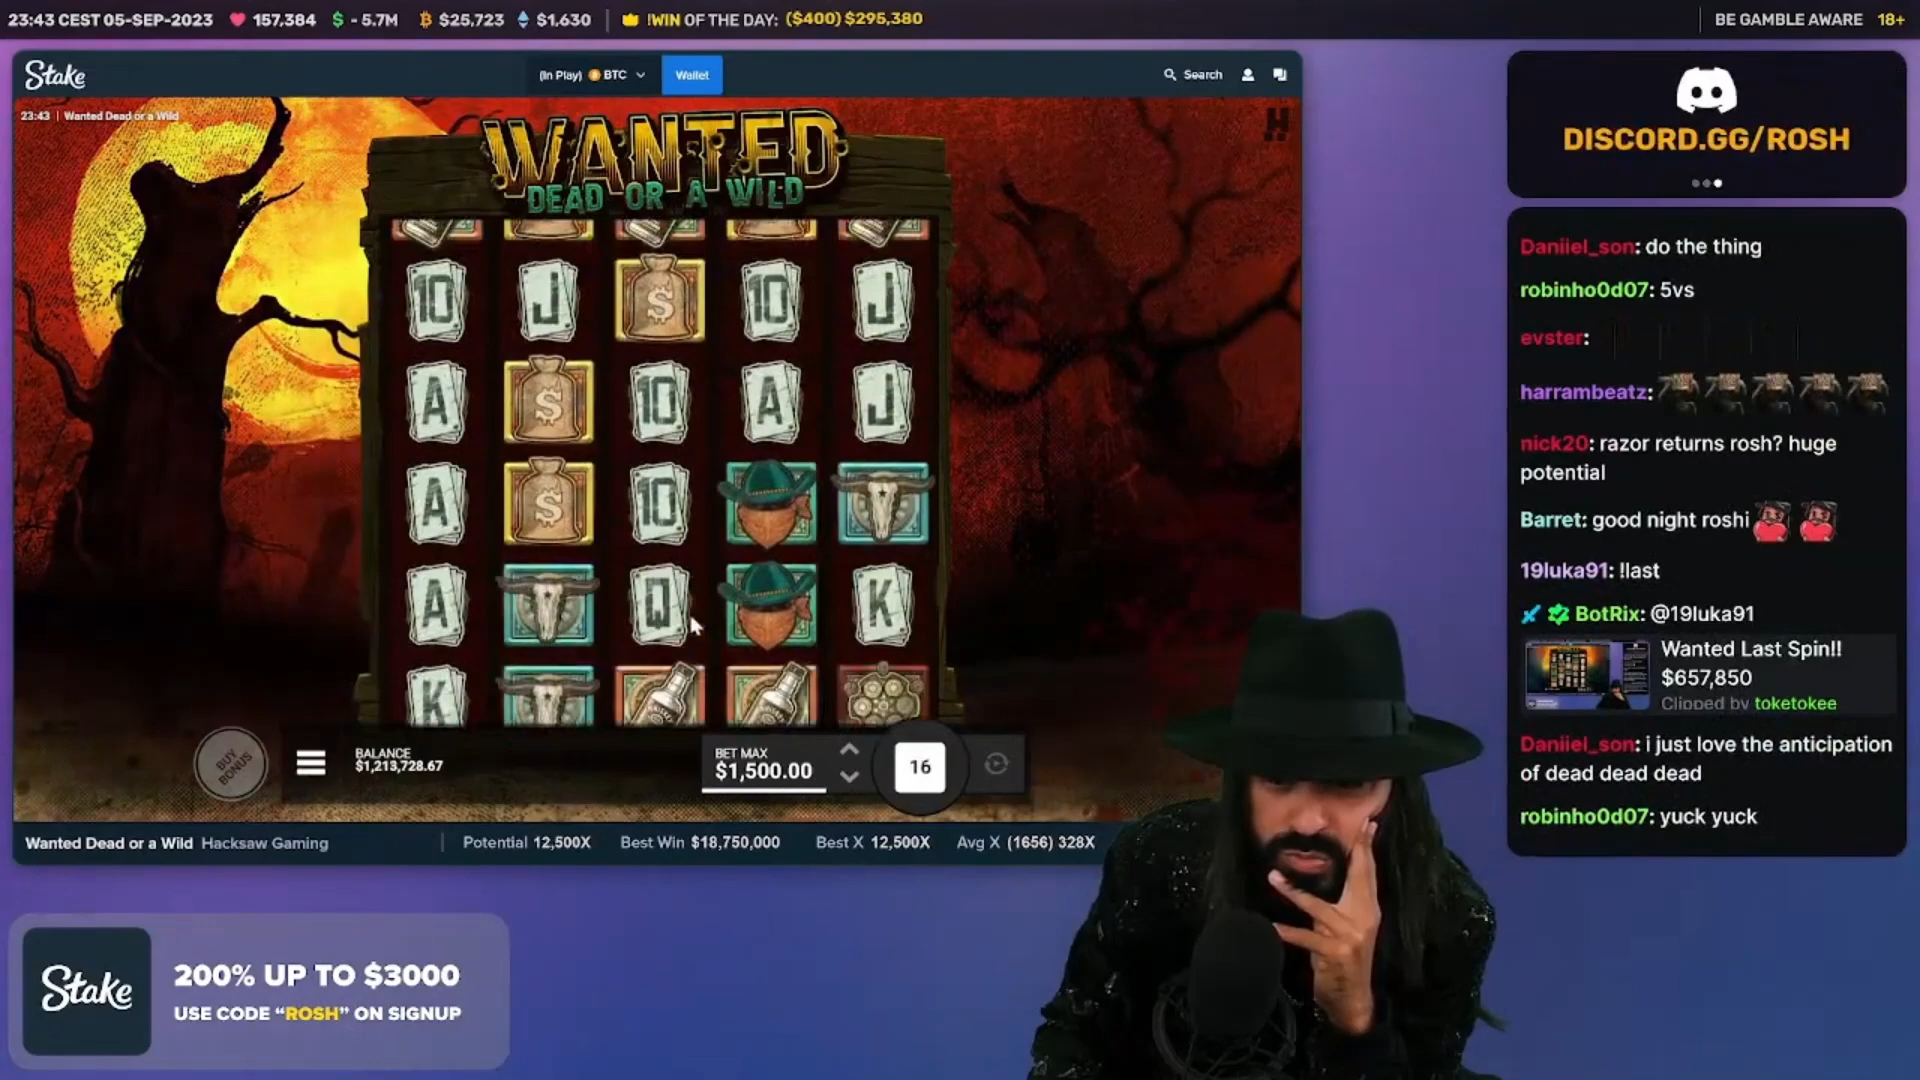 23:43 CEST 05-SEP-2023 157,384 $ - 5.7M $25,723 $1,630 !WIN OF THE DAY: ($400) $295,380 BE GAMBLE AWARE 18+
Stake (In Play) BTC Wallet Search
23:43 | Wanted Dead or a Wild
WANTED
DEAD OR A WILD
10 J $ 10 J
A $ 10 A J
A $ 10
A Q K
K
BUY BONUS
BALANCE
$1,213,728.67
BET MAX
$1,500.00
16
Wanted Dead or a Wild Hacksaw Gaming Potential 12,500X Best Win $18,750,000 Best X 12,500X Avg X (1656) 328X
Stake
200% UP TO $3000
USE CODE “ROSH” ON SIGNUP
DISCORD.GG/ROSH
Daniiel_son: do the thing
robinho0d07: 5vs
evster:
harrambeatz:
nick20: razor returns rosh? huge
potential
Barret: good night roshi
19luka91: !last
BotRix: @19luka91
Wanted Last Spin!!
$657,850
Clipped by toketokee
Daniiel_son: i just love the anticipation
of dead dead dead
robinho0d07: yuck yuck